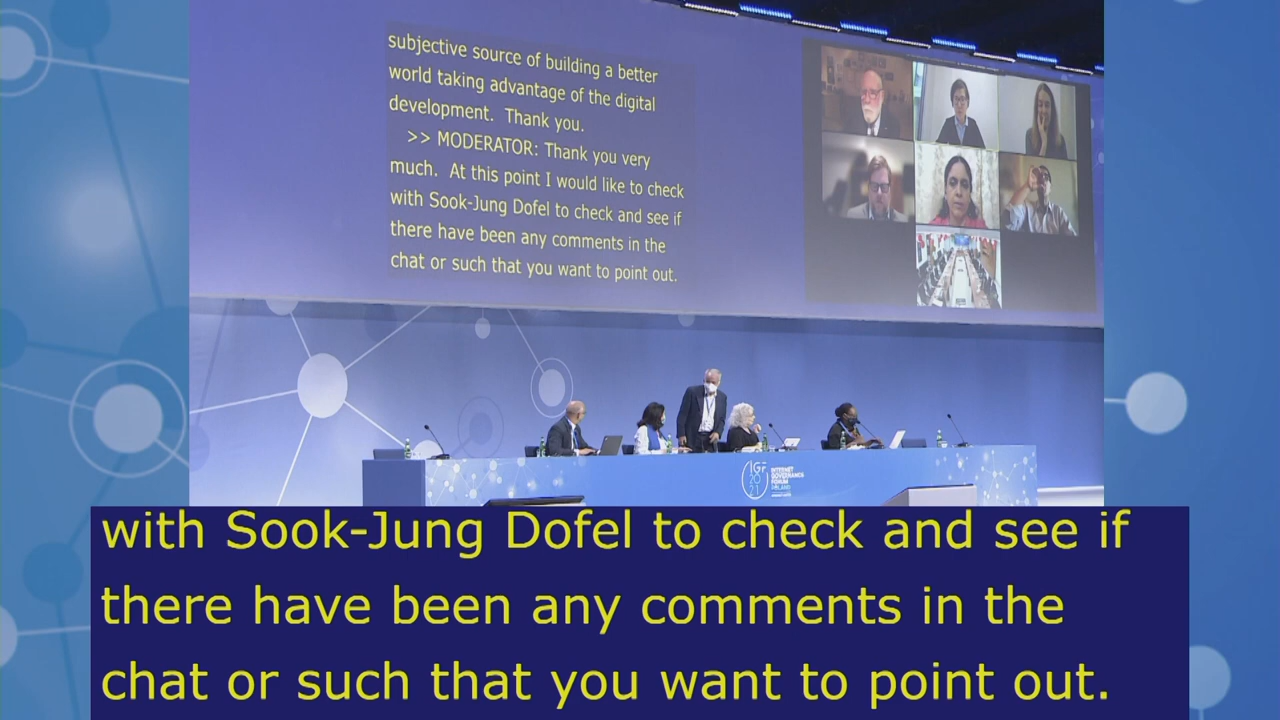 subjective source of building a better
world taking advantage of the digital
development. Thank you.
>> MODERATOR: Thank you very
much. At this point I would like to check
with Sook-Jung Dofel to check and see if
there have been any comments in the
chat or such that you want to point out.
IGF
20
21
INTERNET
GOVERNANCE
FORUM
POLAND
with Sook-Jung Dofel to check and see if
there have been any comments in the
chat or such that you want to point out.